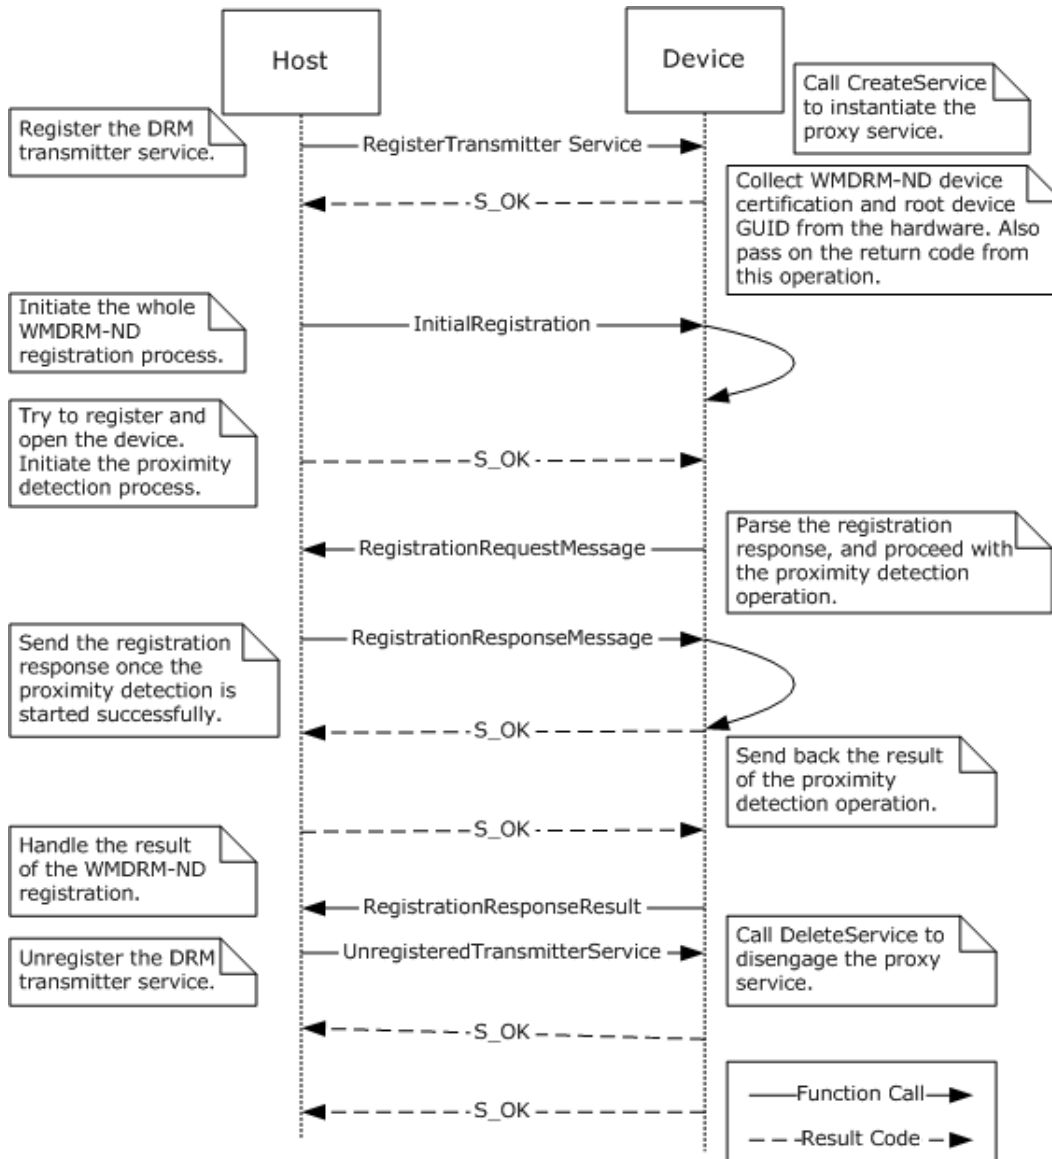 Host
Device
Call CreateService
to instantiate the
proxy service.
Register the DRM
transmitter service.
RegisterTransmitter Service
S_OK
Collect WMDRM-ND device
certification and root device
GUID from the hardware. Also
pass on the return code from
this operation.
Initiate the whole
WMDRM-ND
registration process.
InitialRegistration
Try to register and
open the device.
Initiate the proximity
detection process.
S_OK
RegistrationRequestMessage
Parse the registration
response, and proceed with
the proximity detection
operation.
Send the registration
response once the
proximity detection is
started successfully.
RegistrationResponseMessage
S_OK
Send back the result
of the proximity
detection operation.
S_OK
Handle the result
of the WMDRM-ND
registration.
RegistrationResponseResult
Unregister the DRM
transmitter service.
UnregisteredTransmitterService
Call DeleteService to
disengage the proxy
service.
S_OK
S_OK
Function Call
Result Code